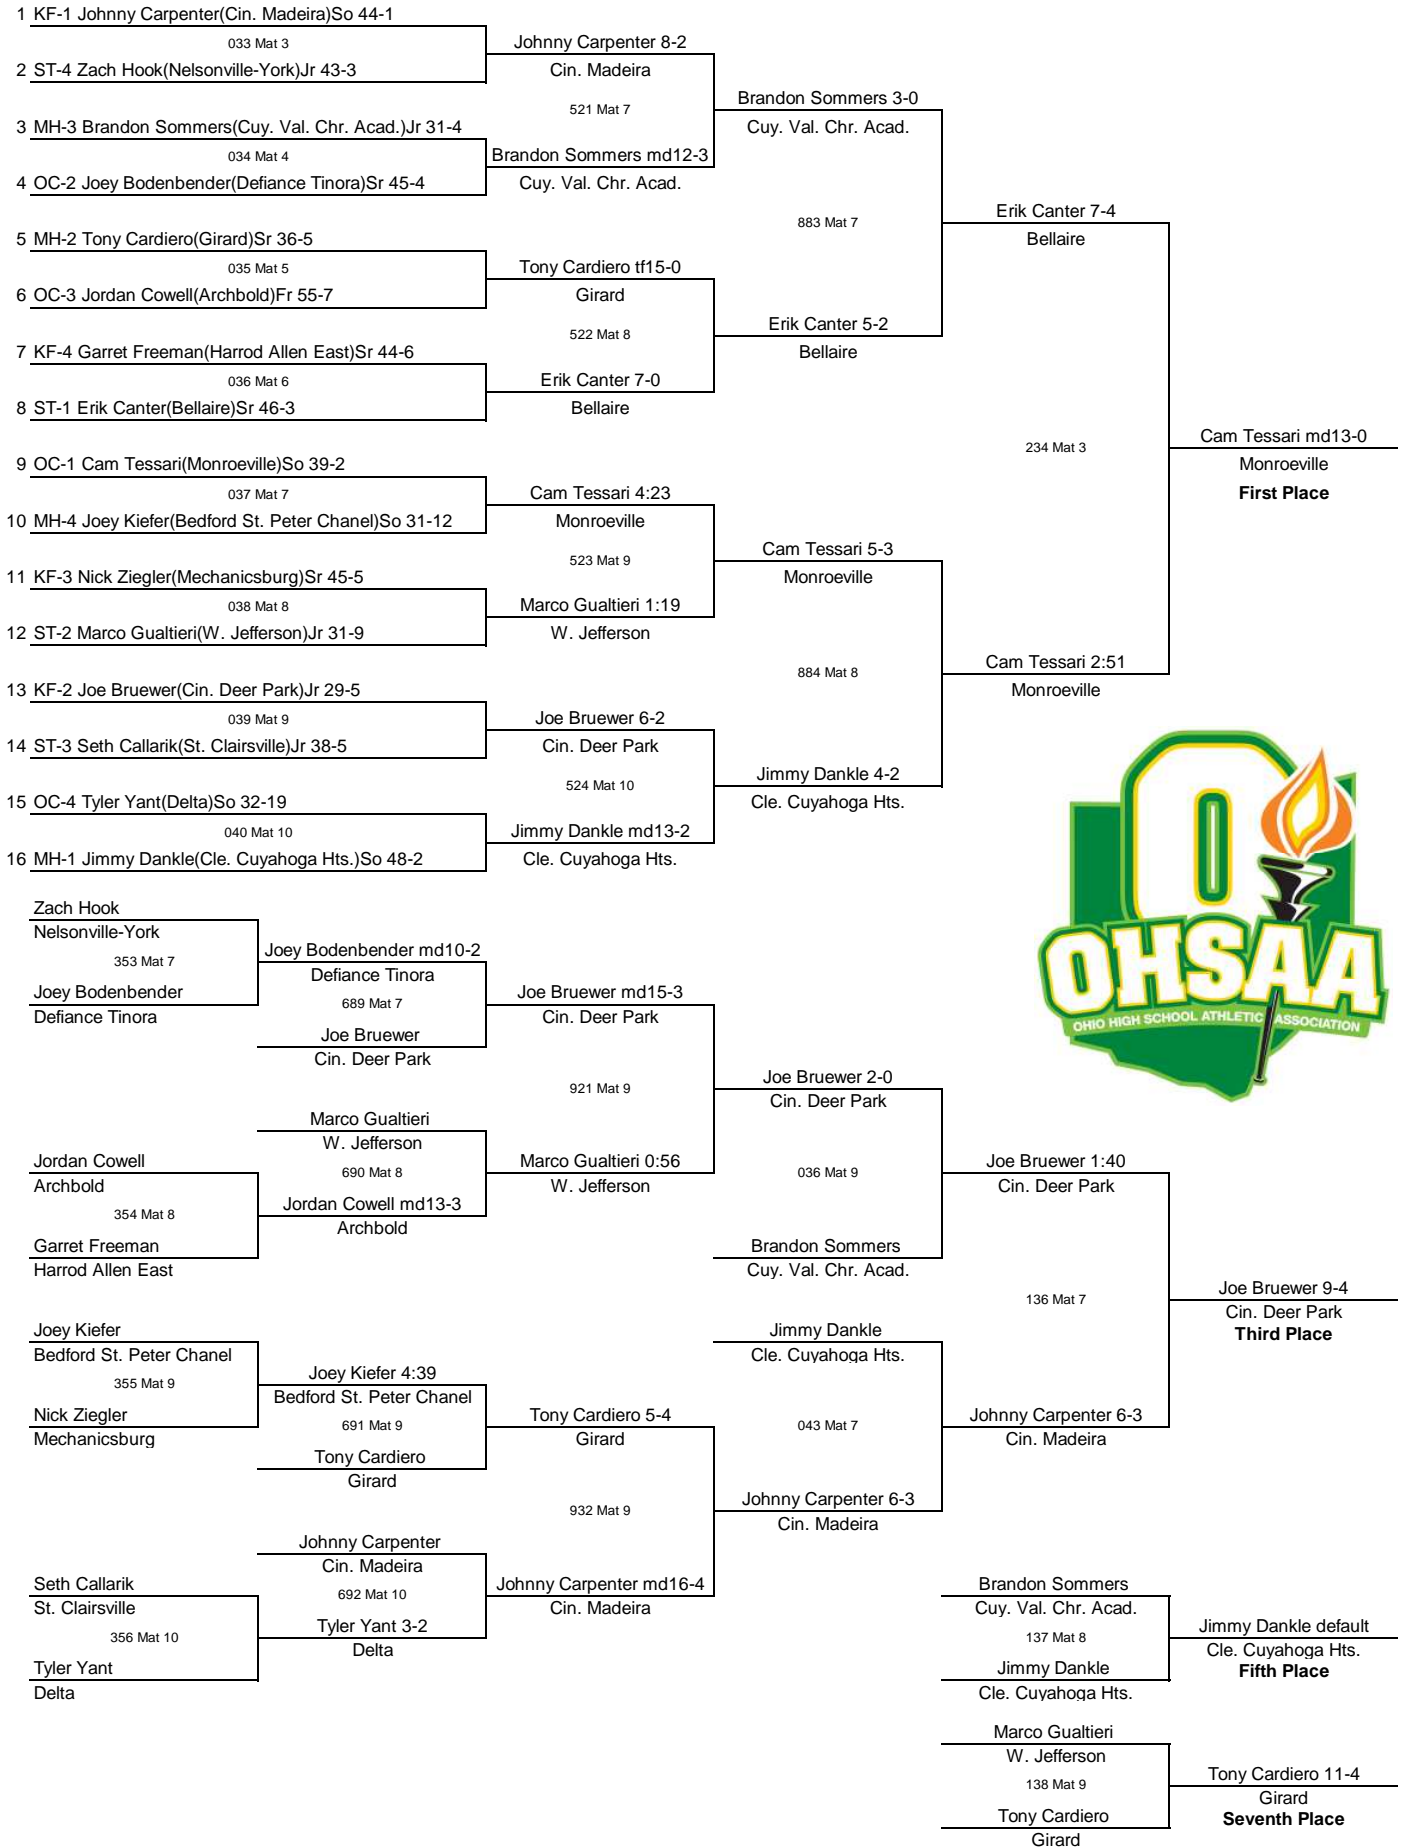 1 KF-1 Johnny Carpenter(Cin. Madeira)So 44-1
033 Mat 3
Johnny Carpenter 8-2
Cin. Madeira
2 ST-4 Zach Hook(Nelsonville-York)Jr 43-3
521 Mat 7
Brandon Sommers 3-0
Cuy. Val. Chr. Acad.
3 MH-3 Brandon Sommers(Cuy. Val. Chr. Acad.)Jr 31-4
034 Mat 4
Brandon Sommers md12-3
Cuy. Val. Chr. Acad.
4 OC-2 Joey Bodenbender(Defiance Tinora)Sr 45-4
883 Mat 7
Erik Canter 7-4
Bellaire
5 MH-2 Tony Cardiero(Girard)Sr 36-5
035 Mat 5
Tony Cardiero tf15-0
Girard
6 OC-3 Jordan Cowell(Archbold)Fr 55-7
522 Mat 8
Erik Canter 5-2
Bellaire
7 KF-4 Garret Freeman(Harrod Allen East)Sr 44-6
036 Mat 6
Erik Canter 7-0
Bellaire
8 ST-1 Erik Canter(Bellaire)Sr 46-3
234 Mat 3
Cam Tessari md13-0
Monroeville
First Place
9 OC-1 Cam Tessari(Monroeville)So 39-2
037 Mat 7
Cam Tessari 4:23
Monroeville
10 MH-4 Joey Kiefer(Bedford St. Peter Chanel)So 31-12
523 Mat 9
Cam Tessari 5-3
Monroeville
11 KF-3 Nick Ziegler(Mechanicsburg)Sr 45-5
038 Mat 8
Marco Gualtieri 1:19
W. Jefferson
12 ST-2 Marco Gualtieri(W. Jefferson)Jr 31-9
884 Mat 8
Cam Tessari 2:51
Monroeville
13 KF-2 Joe Bruewer(Cin. Deer Park)Jr 29-5
039 Mat 9
Joe Bruewer 6-2
Cin. Deer Park
14 ST-3 Seth Callarik(St. Clairsville)Jr 38-5
524 Mat 10
Jimmy Dankle 4-2
Cle. Cuyahoga Hts.
15 OC-4 Tyler Yant(Delta)So 32-19
040 Mat 10
Jimmy Dankle md13-2
Cle. Cuyahoga Hts.
16 MH-1 Jimmy Dankle(Cle. Cuyahoga Hts.)So 48-2
O
OHSAA
OHIO HIGH SCHOOL ATHLETIC ASSOCIATION
Zach Hook
Nelsonville-York
353 Mat 7
Joey Bodenbender md10-2
Defiance Tinora
Joey Bodenbender
Defiance Tinora
689 Mat 7
Joe Bruewer md15-3
Cin. Deer Park
Joe Bruewer
Cin. Deer Park
921 Mat 9
Joe Bruewer 2-0
Cin. Deer Park
Marco Gualtieri
W. Jefferson
Jordan Cowell
Archbold
690 Mat 8
Marco Gualtieri 0:56
W. Jefferson
036 Mat 9
Joe Bruewer 1:40
Cin. Deer Park
354 Mat 8
Jordan Cowell md13-3
Archbold
Garret Freeman
Harrod Allen East
Brandon Sommers
Cuy. Val. Chr. Acad.
136 Mat 7
Joe Bruewer 9-4
Cin. Deer Park
Third Place
Joey Kiefer
Bedford St. Peter Chanel
Jimmy Dankle
Cle. Cuyahoga Hts.
355 Mat 9
Joey Kiefer 4:39
Bedford St. Peter Chanel
Nick Ziegler
Mechanicsburg
691 Mat 9
Tony Cardiero 5-4
Girard
043 Mat 7
Johnny Carpenter 6-3
Cin. Madeira
Tony Cardiero
Girard
932 Mat 9
Johnny Carpenter 6-3
Cin. Madeira
Johnny Carpenter
Cin. Madeira
Seth Callarik
St. Clairsville
692 Mat 10
Johnny Carpenter md16-4
Cin. Madeira
356 Mat 10
Tyler Yant 3-2
Delta
Tyler Yant
Delta
Brandon Sommers
Cuy. Val. Chr. Acad.
137 Mat 8
Jimmy Dankle default
Cle. Cuyahoga Hts.
Fifth Place
Jimmy Dankle
Cle. Cuyahoga Hts.
Marco Gualtieri
W. Jefferson
138 Mat 9
Tony Cardiero 11-4
Girard
Seventh Place
Tony Cardiero
Girard